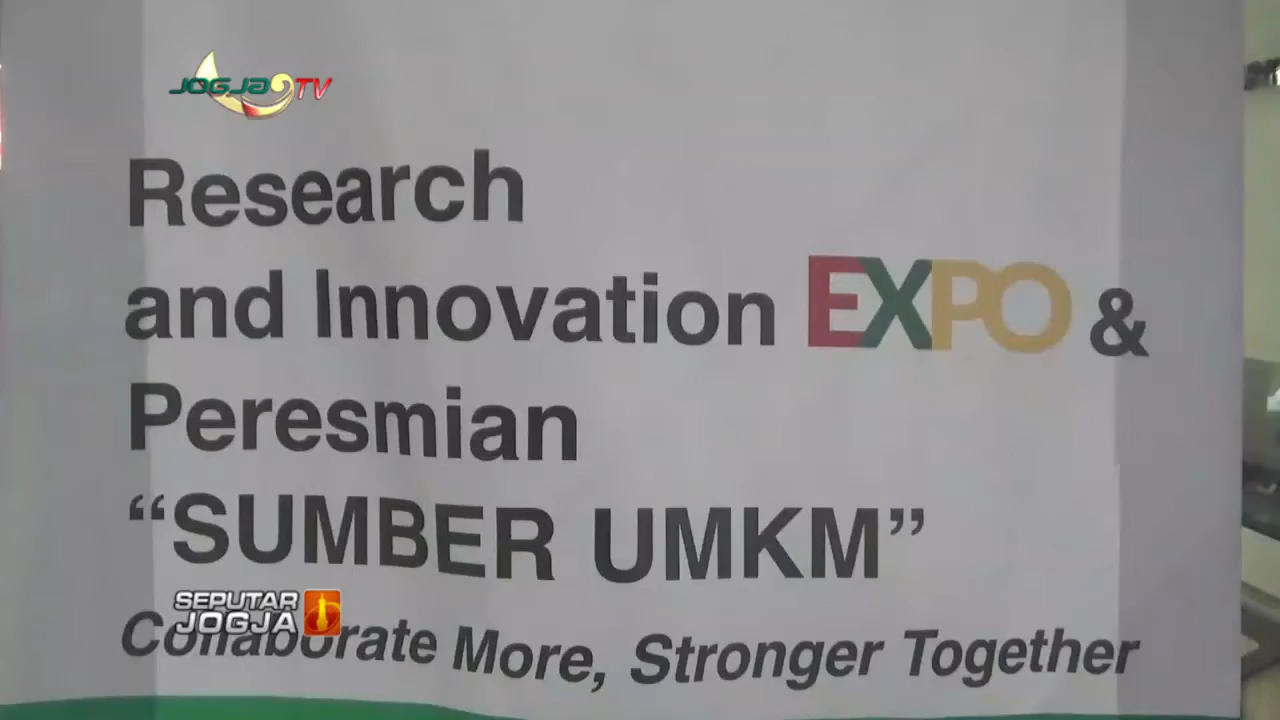 JOGJA TV
Research
and Innovation EXPO &
Peresmian
“SUMBER UMKM”
SEPUTAR
JOGJA
Collaborate More, Stronger Together